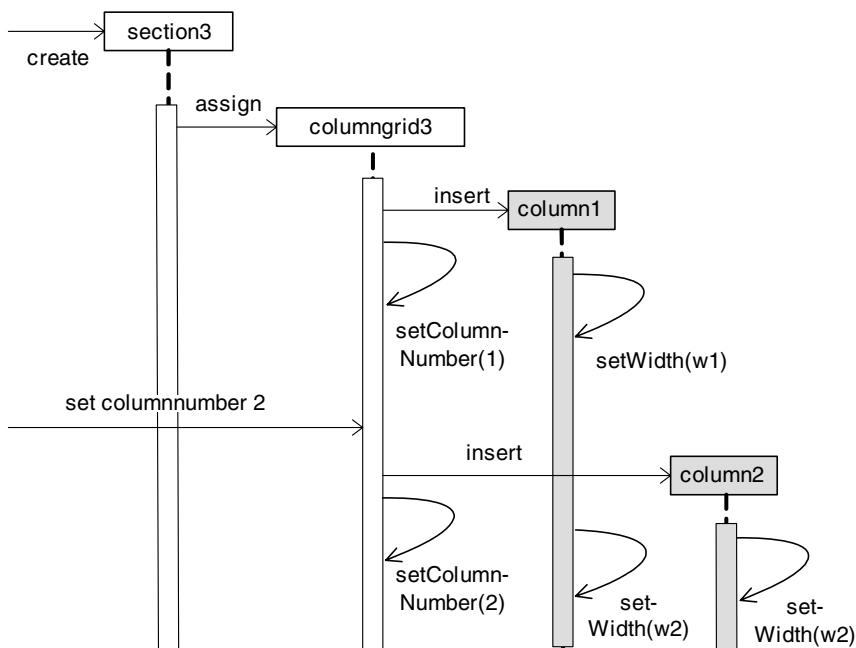 section3
create
assign
columngrid3
insert
column1
setColumn-
Number(1)
setWidth(w1)
set columnnumber 2
insert
column2
setColumn-
Number(2)
set-
Width(w2)
set-
Width(w2)